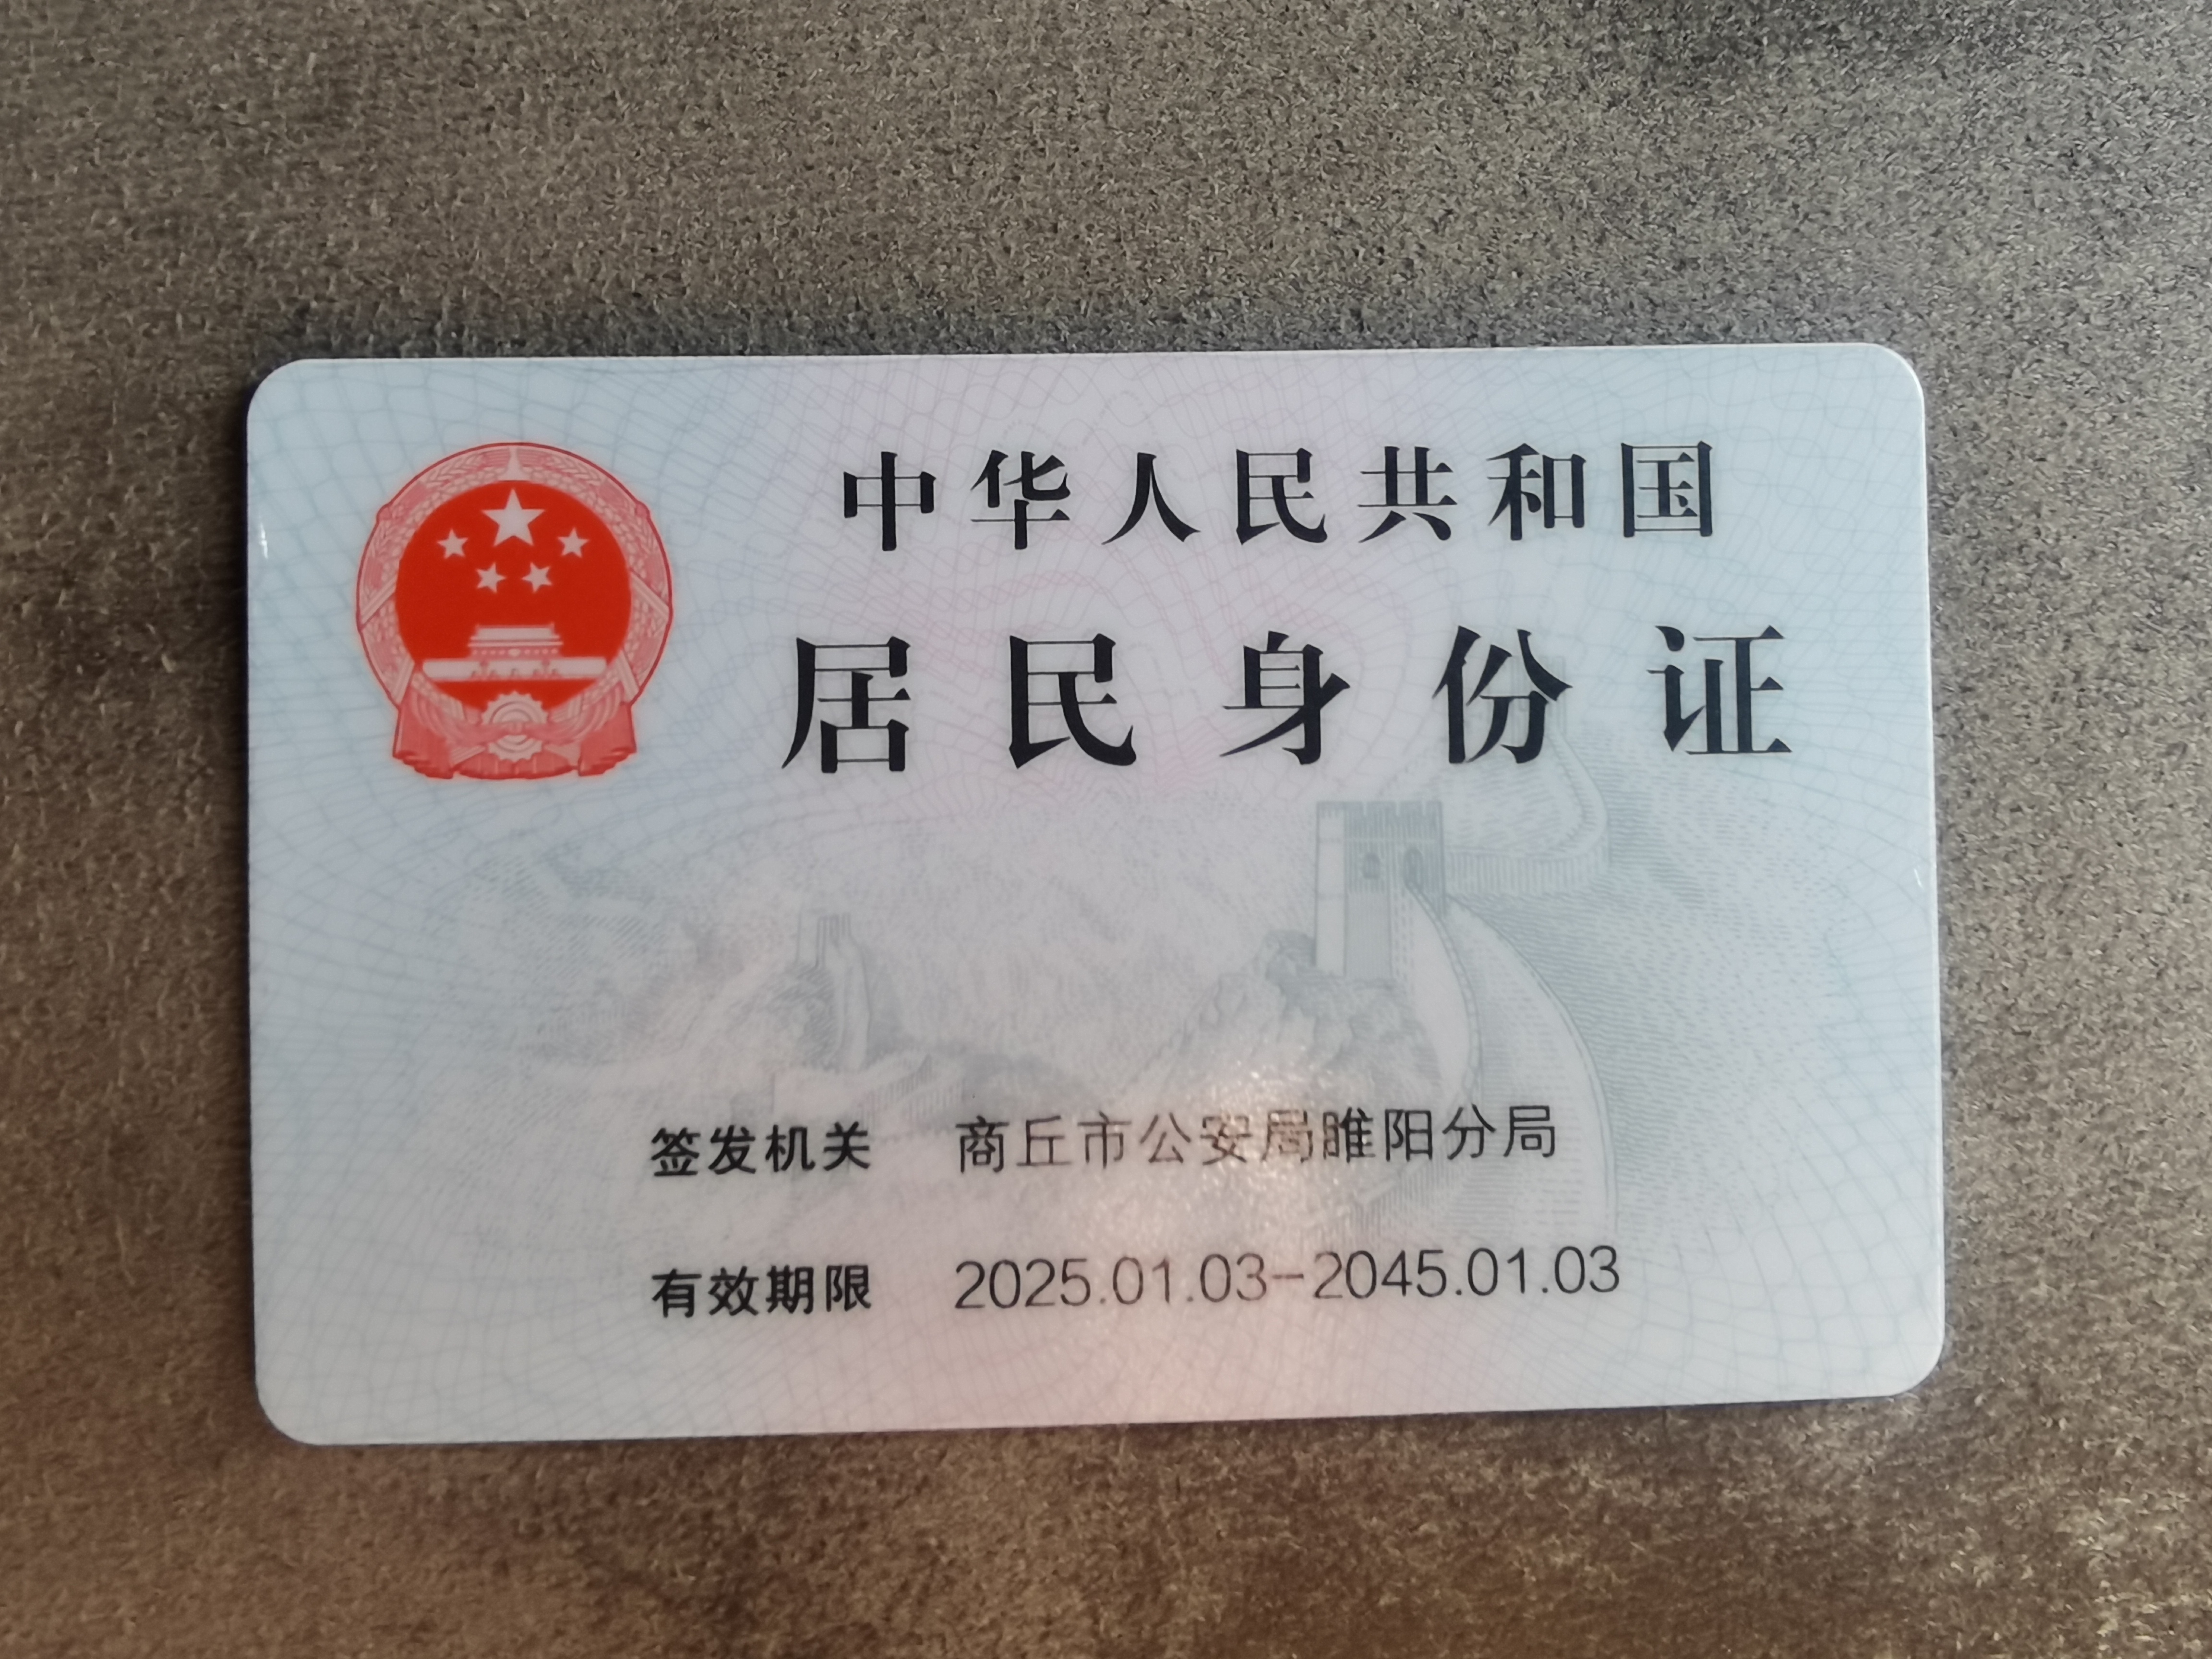 中华人民共和国
居民身份证
签发机关 商丘市公安局睢阳分局
有效期限 2025.01.03-2045.01.03